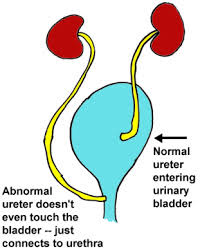 Normal
ureter
entering
urinary
bladder
Abnormal
ureter doesn't
even touch the
bladder -- just
connects to urethra